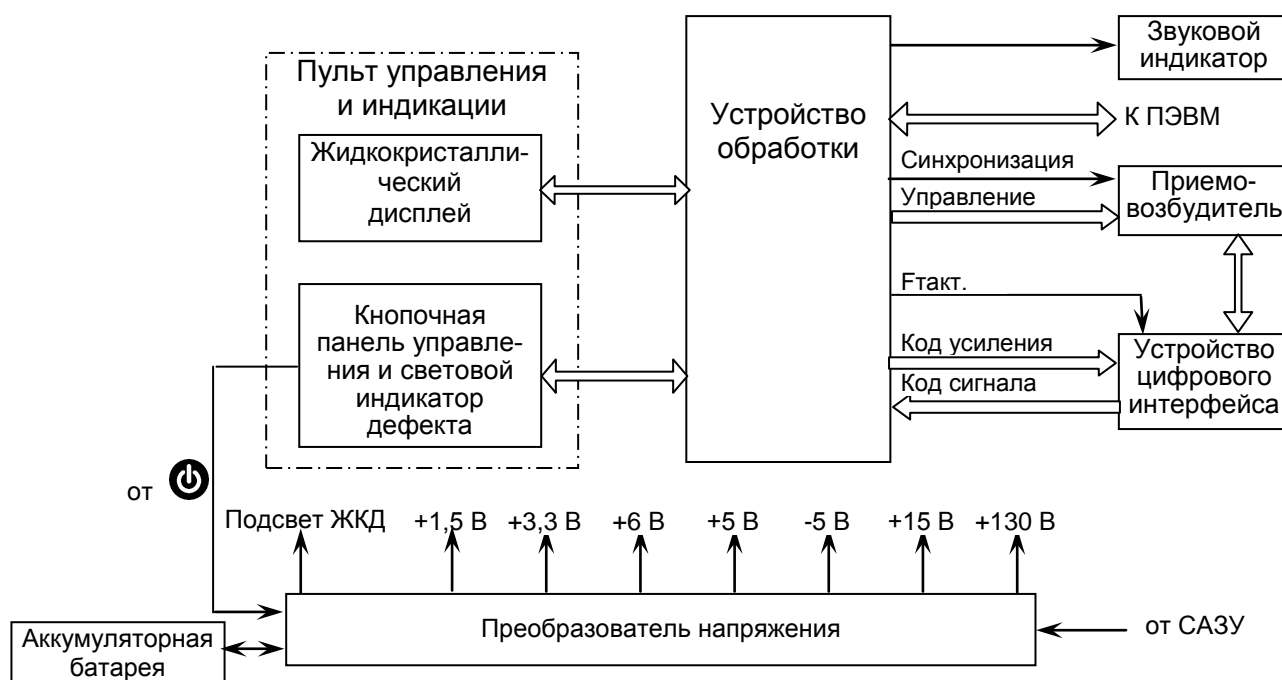 Звуковой
индикатор
Пульт управления
и индикации
Устройство
обработки
К ПЭВМ
Жидкокристалли-
ческий
дисплей
Синхронизация
Управление
Приемо-
возбудитель
Fтакт.
Кнопочная
панель управле-
ния и световой
индикатор
дефекта
Код усиления
Код сигнала
Устройство
цифрового
интерфейса
от
Подсвет ЖКД
+1,5 В
+3,3 В
+6 В
+5 В
-5 В
+15 В
+130 В
Преобразователь напряжения
от САЗУ
Аккумуляторная
батарея